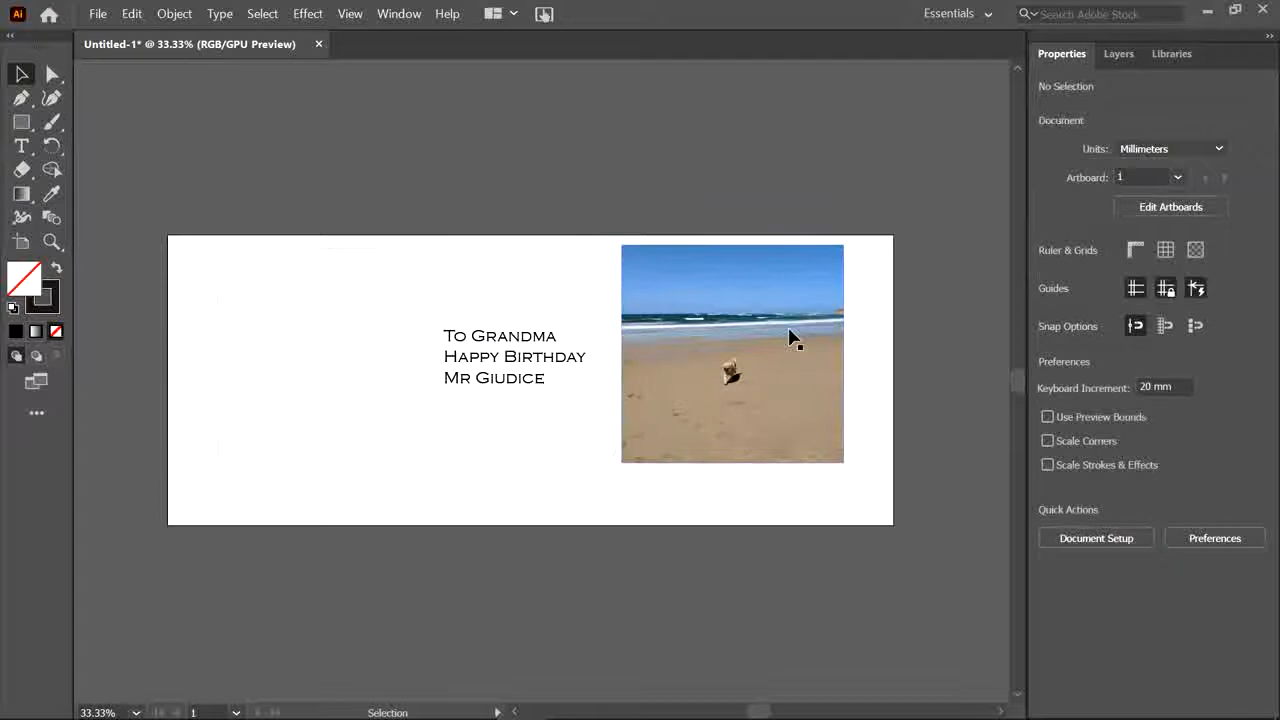 Ai File Edit Object Type Select Effect View Window Help Essentials Search Adobe Stock
Untitled-1* @ 33.33% (RGB/GPU Preview)
Properties Layers Libraries
No Selection
Document
Units: Millimeters
Artboard: 1
Edit Artboards
Ruler & Grids
Guides
Snap Options
Preferences
Keyboard Increment: 20 mm
Use Preview Bounds
Scale Corners
Scale Strokes & Effects
Quick Actions
Document Setup Preferences
To Grandma
Happy Birthday
Mr Giudice
33.33% 1 Selection